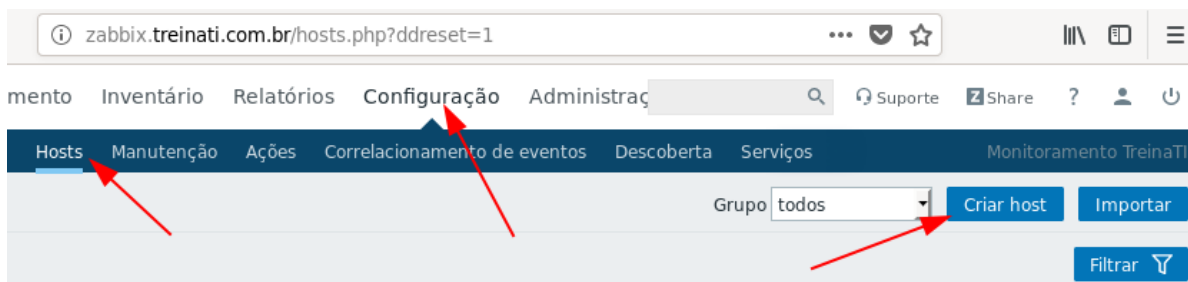 zabbix.treinati.com.br/hosts.php?ddreset=1
mento Inventário Relatórios Configuração Administraç Suporte Z Share ?
Hosts Manutenção Ações Correlacionamento de eventos Descoberta Serviços Monitoramento TreinaTI
Grupo todos Criar host Importar
Filtrar